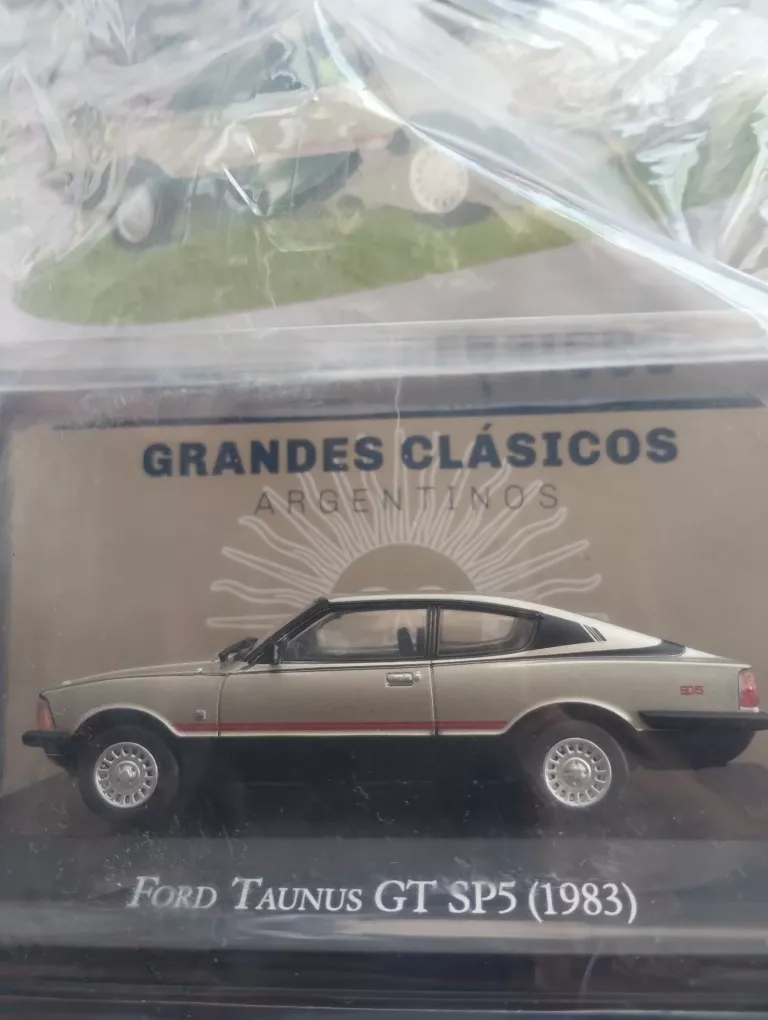 GRANDES CLÁSICOS
ARGENTINOS
SP5
FORD TAUNUS GT SP5 (1983)